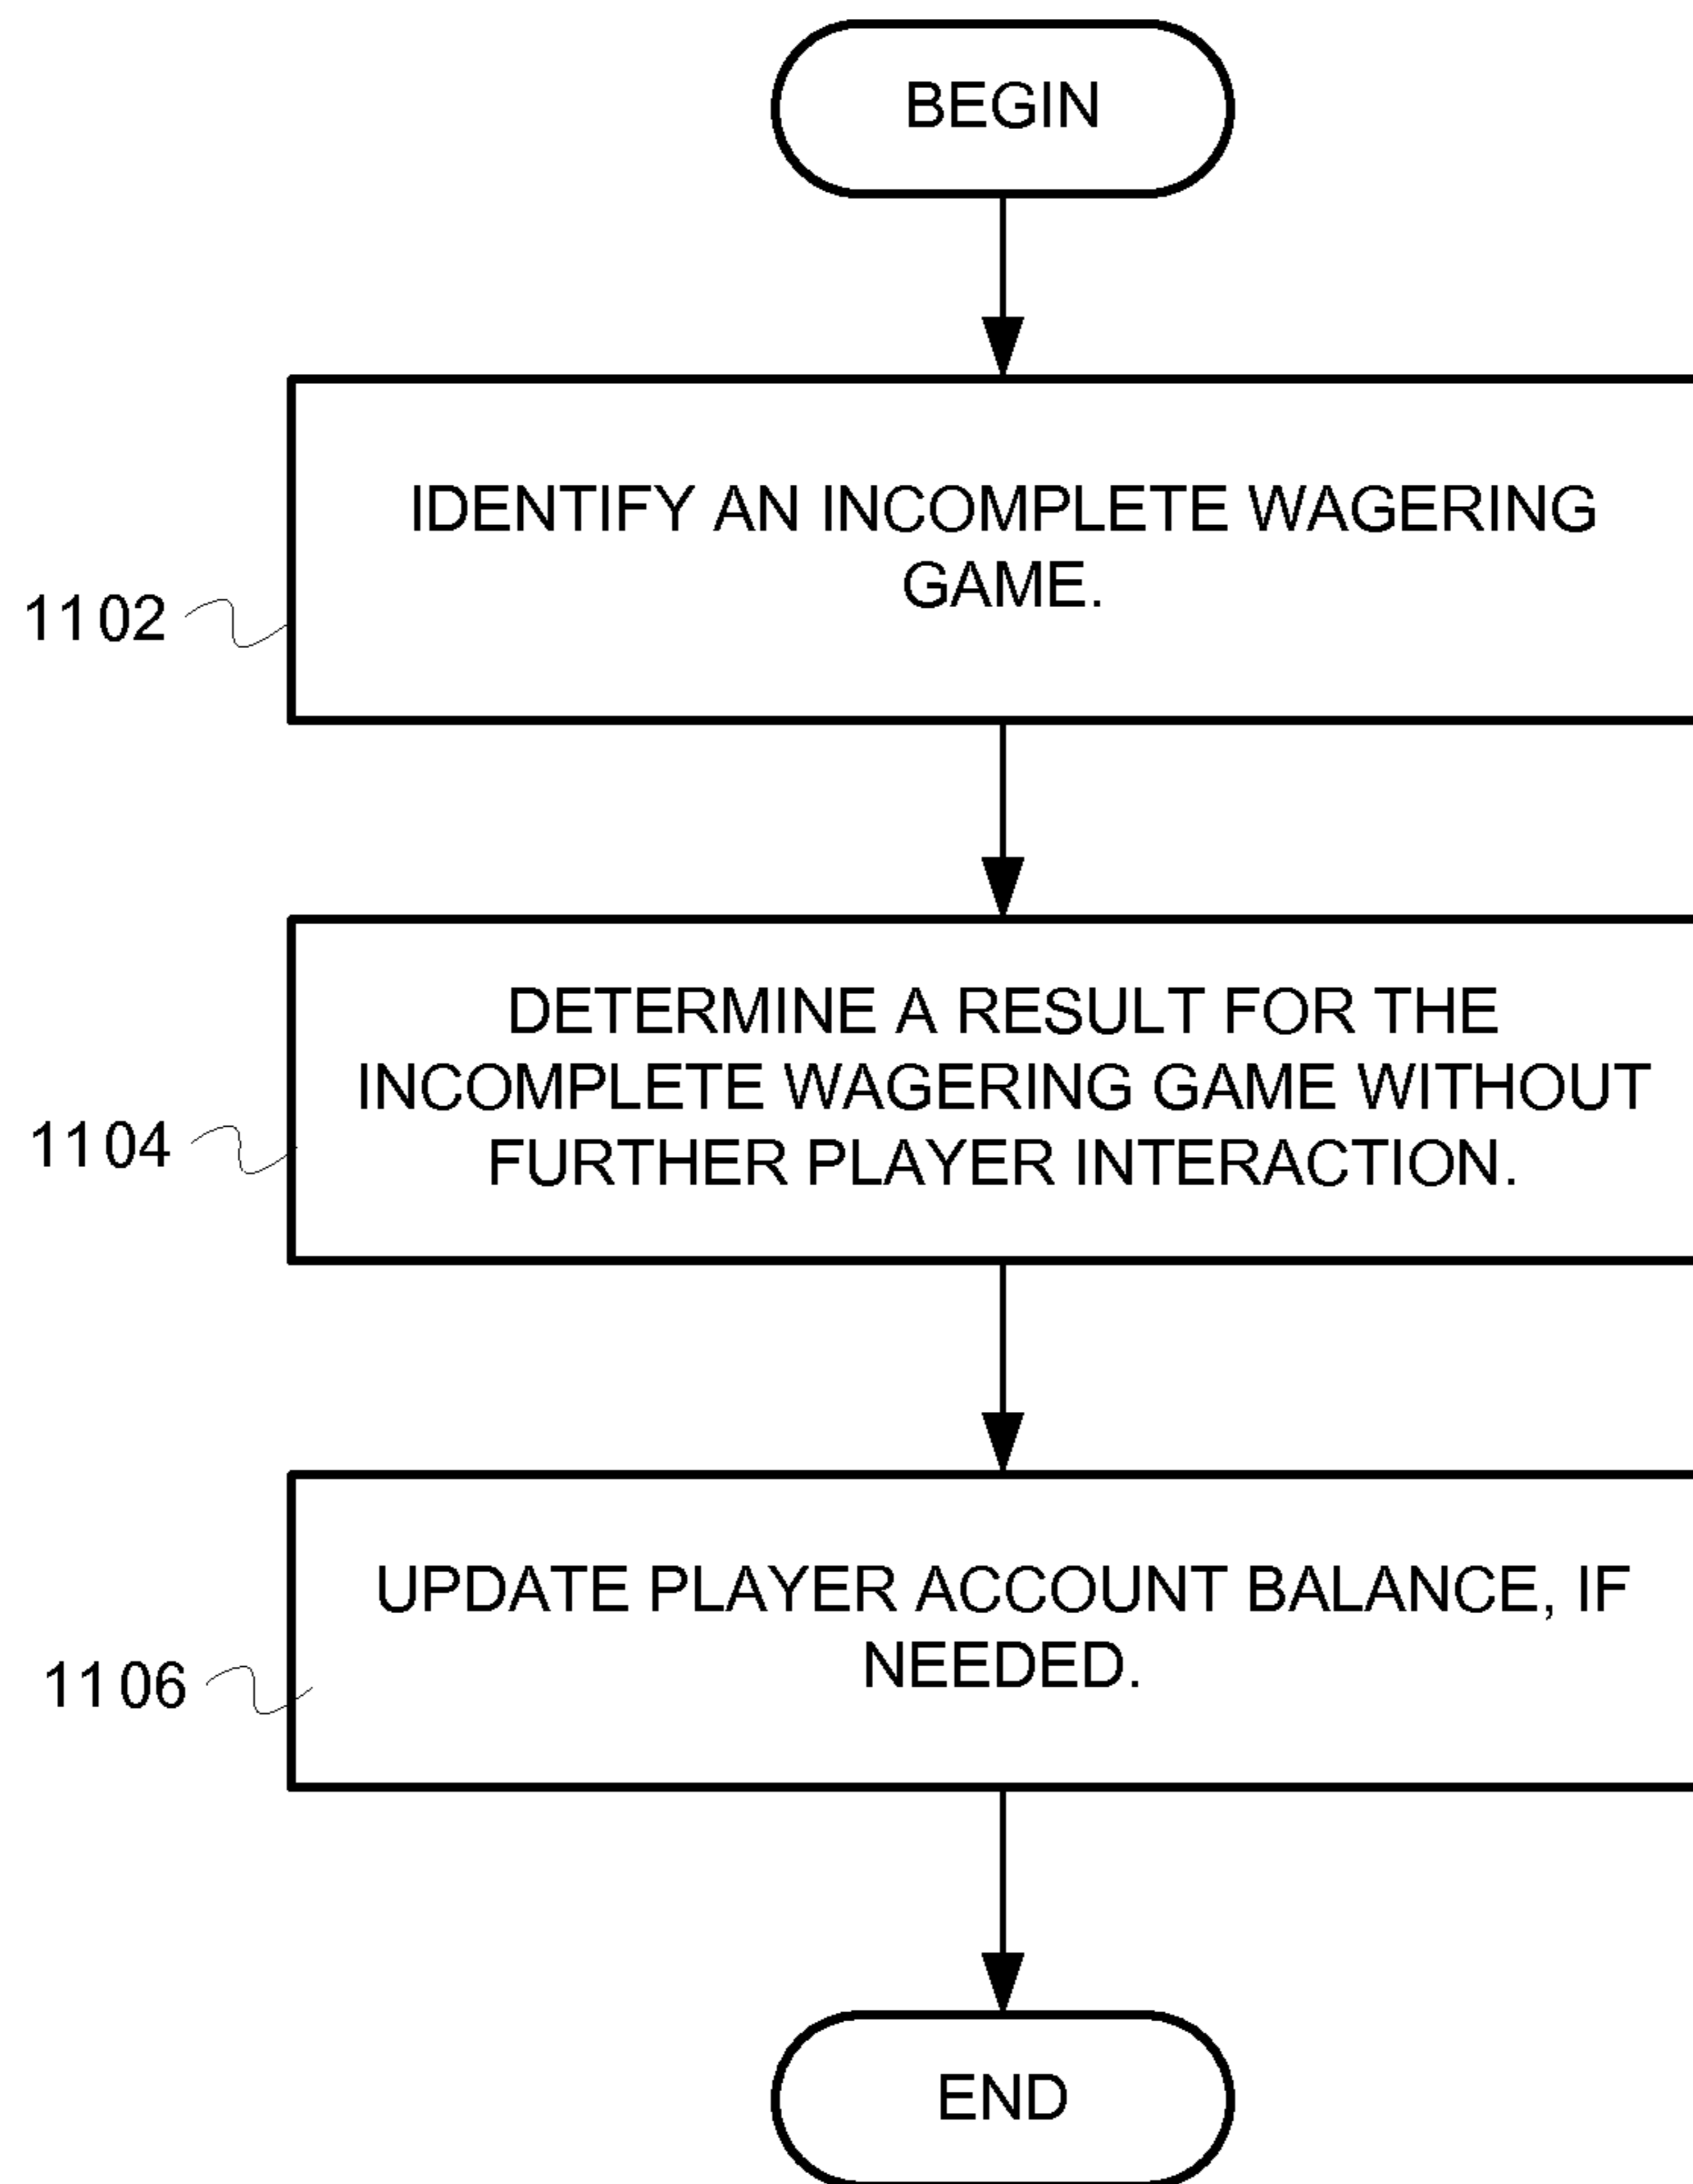 BEGIN
IDENTIFY AN INCOMPLETE WAGERING
GAME.
1102
DETERMINE A RESULT FOR THE
INCOMPLETE WAGERING GAME WITHOUT
FURTHER PLAYER INTERACTION.
1104
UPDATE PLAYER ACCOUNT BALANCE, IF
NEEDED.
1106
END